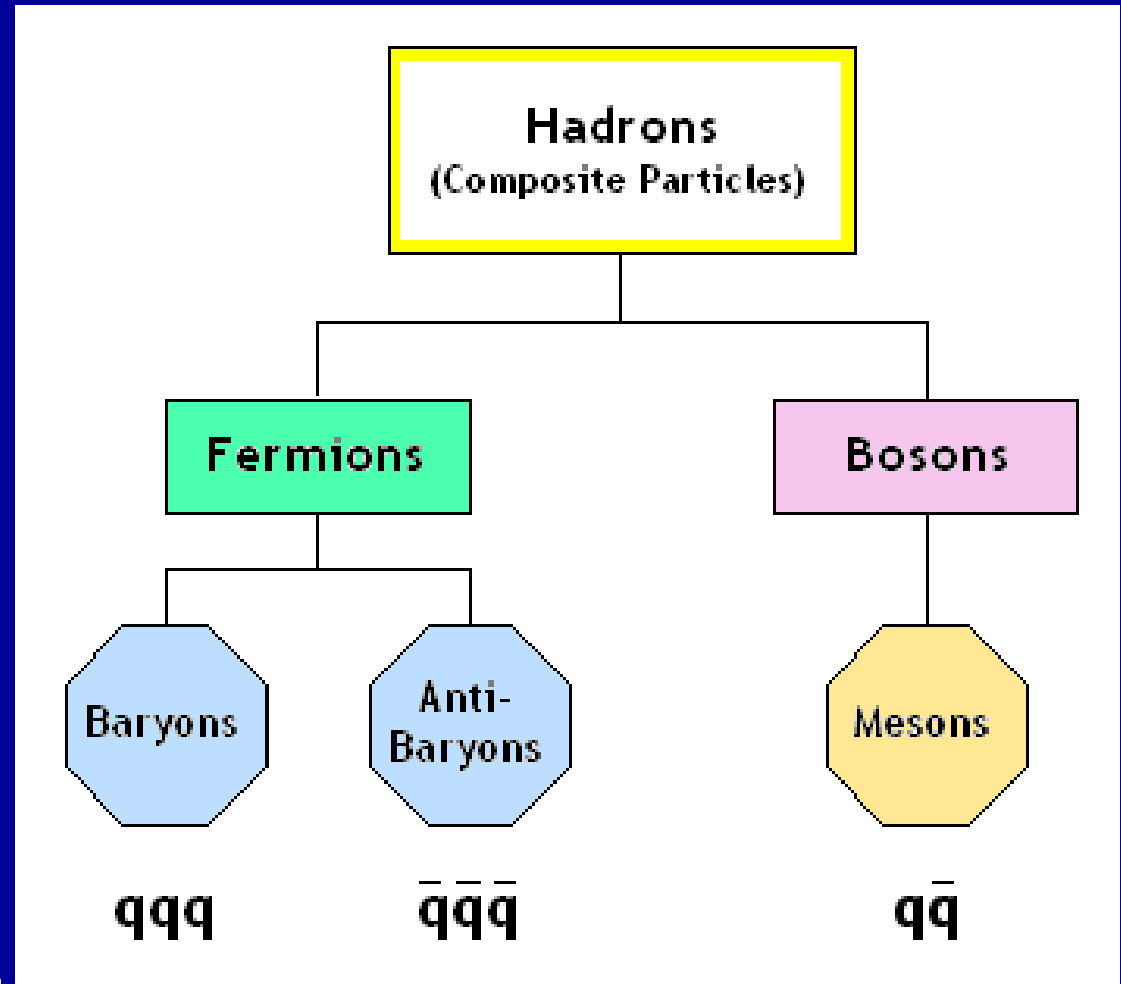 Hadrons
(Composite Particles)
Fermions
Bosons
Baryons
Anti-
Baryons
Mesons
qqq
q̄q̄q̄
qq̄